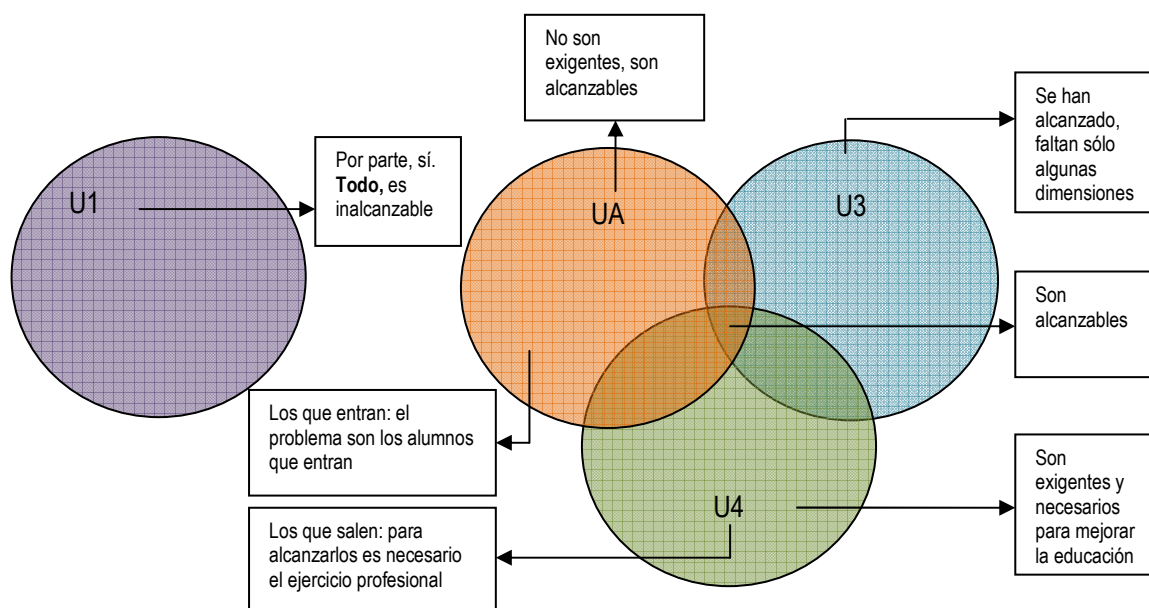 No son
exigentes, son
alcanzables
Se han
alcanzado,
faltan sólo
algunas
dimensiones
Por parte, sí.
Todo, es
inalcanzable
U1
UA
U3
Son
alcanzables
Los que entran: el
problema son los alumnos
que entran
Son
exigentes y
necesarios
para mejorar
la educación
U4
Los que salen: para
alcanzarlos es necesario
el ejercicio profesional